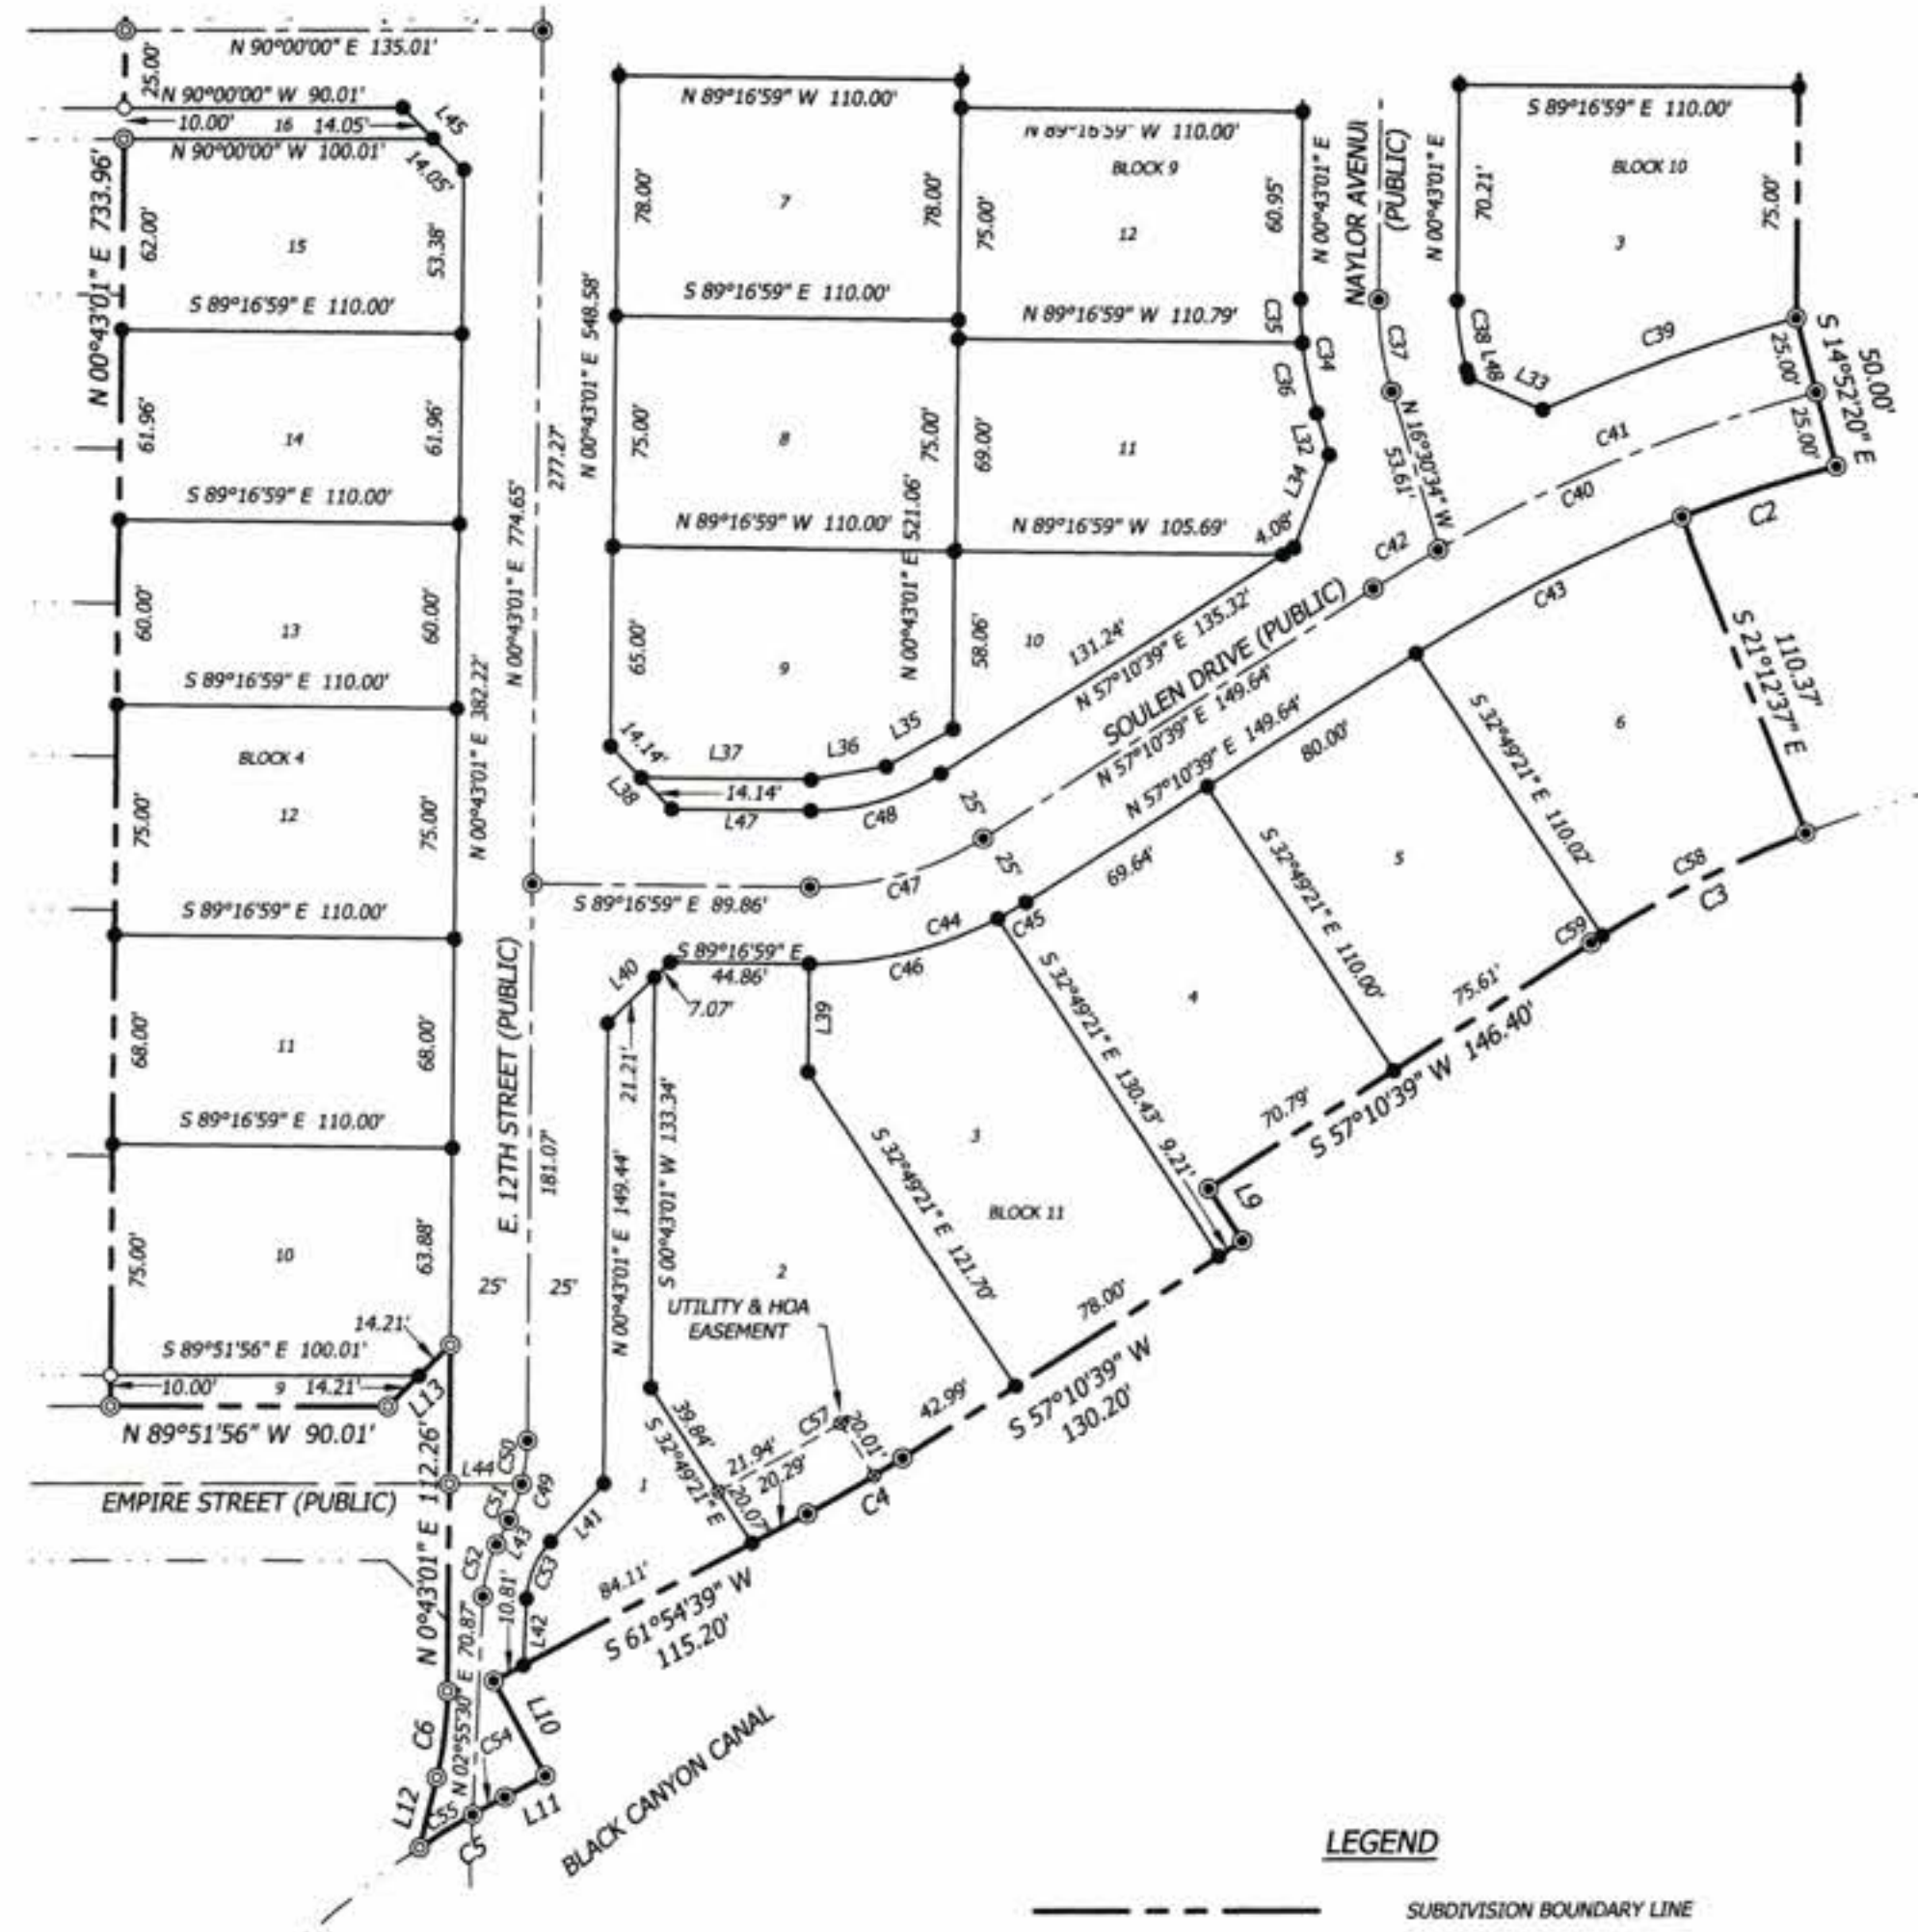 N 90°00'00" E 135.01'
25.00'
N 90°00'00" W 90.01'
L45
10.00' 16 14.05'
N 90°00'00" W 100.01'
14.05'
N 00°43'01" E 733.96'
62.00'
15
53.38'
S 89°16'59" E 110.00'
61.96'
14
61.96'
S 89°16'59" E 110.00'
60.00'
13
60.00'
S 89°16'59" E 110.00'
BLOCK 4
75.00'
12
75.00'
N 00°43'01" E 382.22'
S 89°16'59" E 110.00'
68.00'
11
68.00'
S 89°16'59" E 110.00'
75.00'
10
63.88'
14.21'
S 89°51'56" E 100.01'
10.00' 9 14.21'
L13
N 89°51'56" W 90.01'
L44
EMPIRE STREET (PUBLIC)
N 0°43'01" E 112.26'
N 00°43'01" E 774.65'
277.27'
N 00°43'01" E 548.58'
E. 12TH STREET (PUBLIC)
181.07'
25'
25'
N 89°16'59" W 110.00'
78.00'
7
78.00'
S 89°16'59" E 110.00'
75.00'
8
75.00'
N 89°16'59" W 110.00'
N 00°43'01" E 521.06'
65.00'
9
14.14'
L38
L37
14.14'
L47
L36
L35
C48
N 89°16'59" W 110.00'
BLOCK 9
75.00'
12
60.95'
N 00°43'01" E
N 89°16'59" W 110.79'
C35
C34
C36
69.00'
11
L32
L34
4.08'
N 89°16'59" W 105.69'
58.06'
10
131.24'
N 57°10'39" E 135.32'
NAYLOR AVENU
(PUBLIC)
N 00°43'01" E
C37
N 16°30'34" W
53.61'
S 89°16'59" E 110.00'
BLOCK 10
70.21'
3
75.00'
C38
L48
L33
C39
S 14°52'20" E
50.00'
25.00'
25.00'
C41
C40
C42
C2
C43
SOULEN DRIVE (PUBLIC)
N 57°10'39" E 149.64'
N 57°10'39" E 149.64'
80.00'
25'
25'
69.64'
S 89°16'59" E 89.86'
C47
C44
C45
C46
S 89°16'59" E
44.86'
L40
7.07'
L39
21.21'
S 21°12'37" E
110.37'
6
S 32°49'21" E 110.02'
5
S 32°49'21" E 110.00'
C58
C3
C59
75.61'
S 57°10'39" W 146.40'
70.79'
4
S 32°49'21" E 130.43'
9.21'
L9
N 00°43'01" E 149.44'
S 00°43'01" W 133.34'
3
BLOCK 11
S 32°49'21" E 121.70'
78.00'
S 57°10'39" W
130.20'
2
UTILITY & HOA
EASEMENT
39.84'
S 32°49'21" E
21.94'
C57
20.01'
20.29'
20.07'
42.99'
C4
1
C50
C49
C51
L43
C52
C53
L41
10.81'
L42
84.11'
S 61°54'39" W
115.20'
N 02°55'30" E 70.87'
L10
C6
C54
L12
C55
L11
C5
BLACK CANYON CANAL
LEGEND
SUBDIVISION BOUNDARY LINE